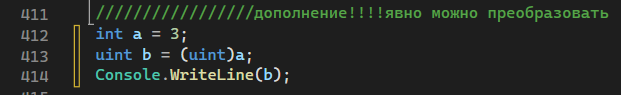 411 /////////////////дополнение!!!!явно можно преобразовать
412 int a = 3;
413 uint b = (uint)a;
414 Console.WriteLine(b);